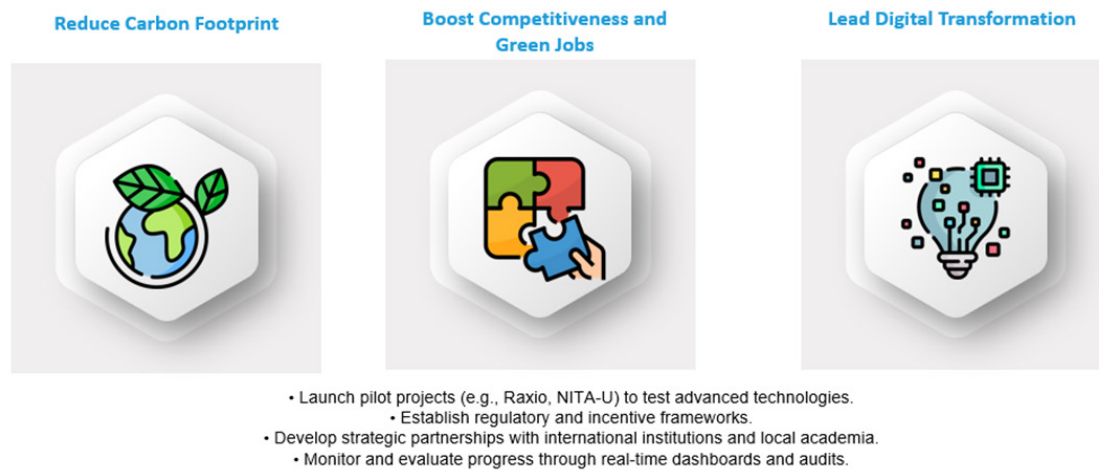 Reduce Carbon Footprint
Boost Competitiveness and
Green Jobs
Lead Digital Transformation
• Launch pilot projects (e.g., Raxio, NITA-U) to test advanced technologies.
• Establish regulatory and incentive frameworks.
• Develop strategic partnerships with international institutions and local academia.
• Monitor and evaluate progress through real-time dashboards and audits.